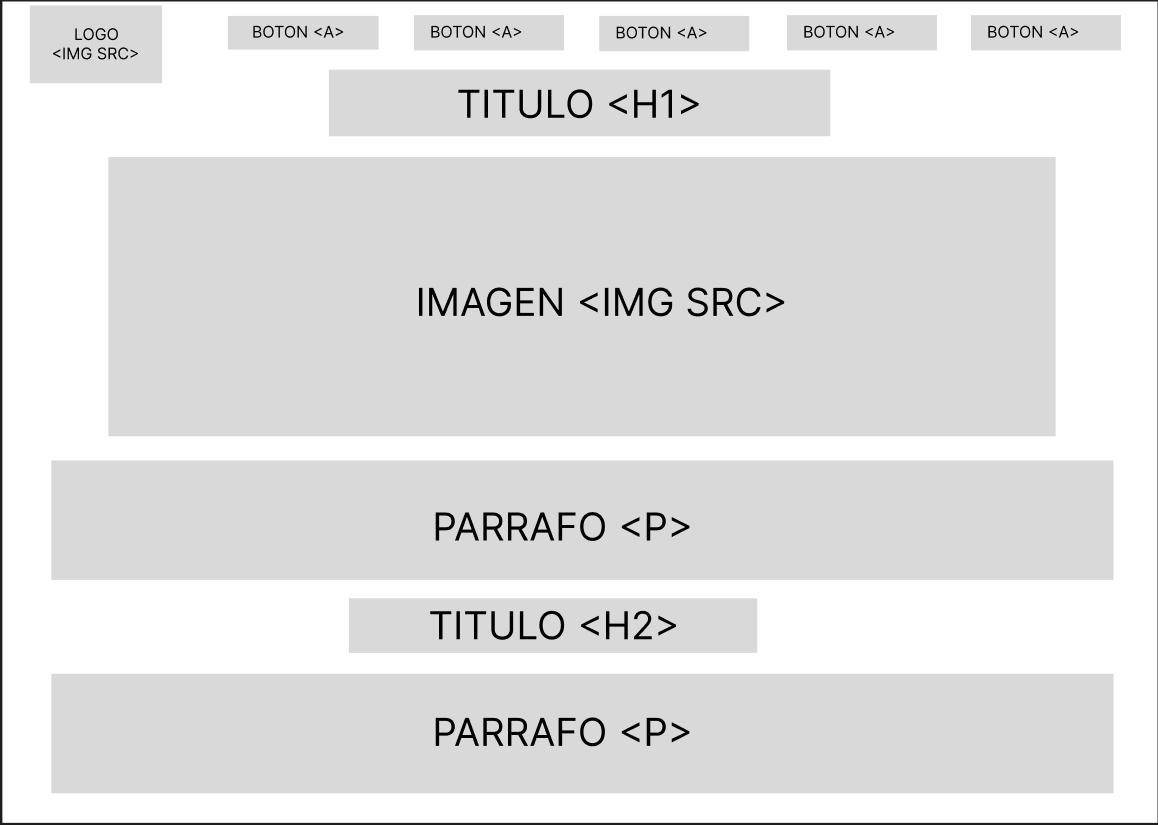 LOGO
<IMG SRC>
BOTON <A>
BOTON <A>
BOTON <A>
BOTON <A>
BOTON <A>
TITULO <H1>
IMAGEN <IMG SRC>
PARRAFO <P>
TITULO <H2>
PARRAFO <P>